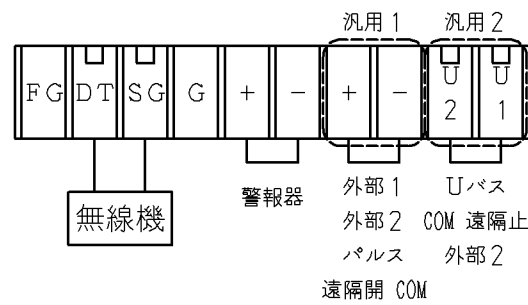 汎用1 汎用2
FG DT SG G + - + - U2 U1
無線機
警報器
外部1
外部2
パルス
遠隔開 COM
Uバス
COM 遠隔止
外部2